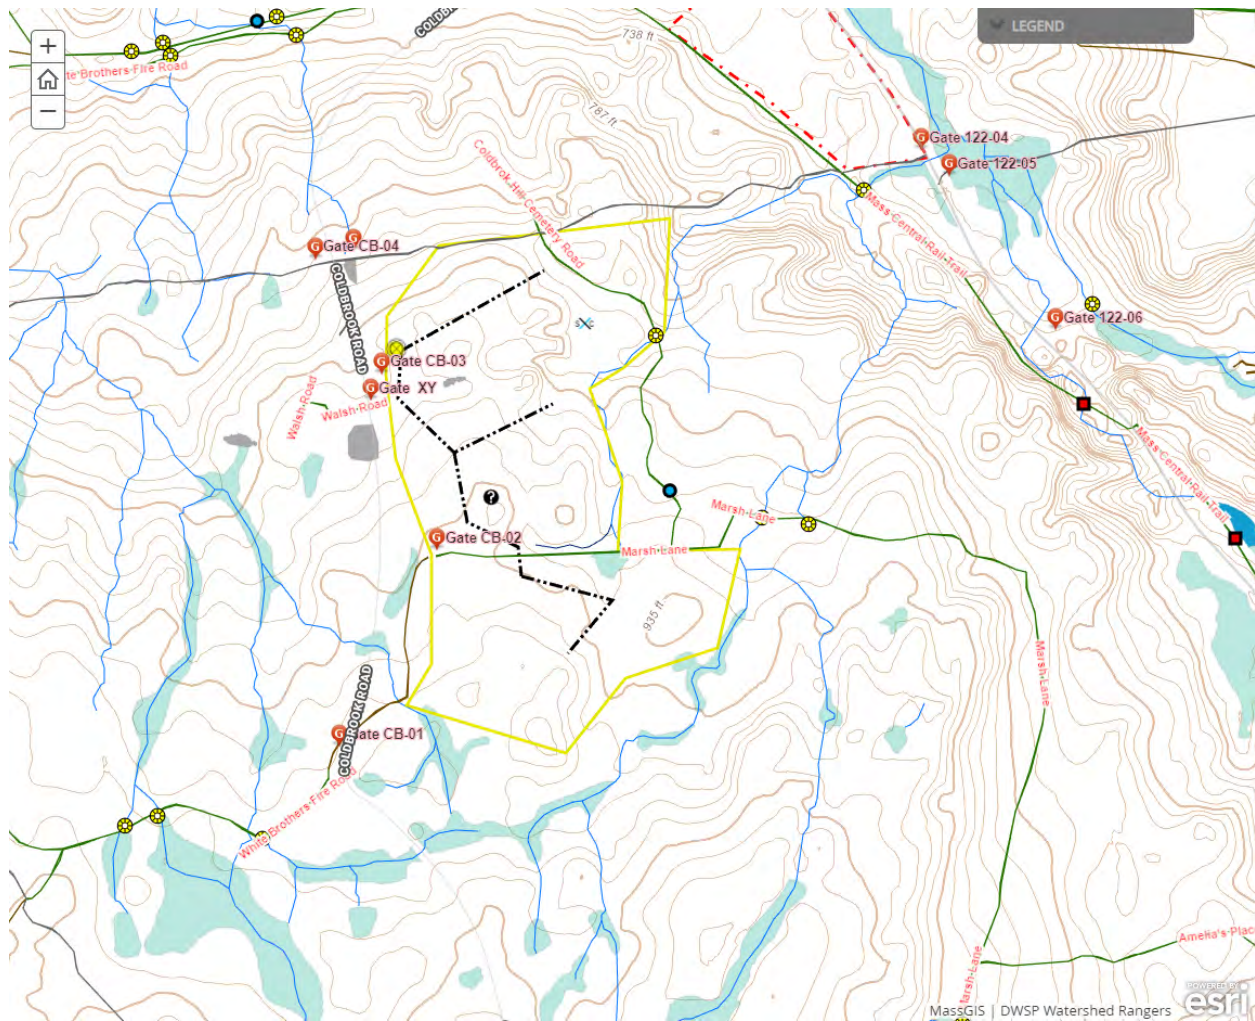 COLDBR
LEGEND
738 ft
te Brothers Fire Road
787 ft
Gate 122-04
Coldbrok Hill Cemetery Road
Gate 122-05
Mass Central Rail Trail
Gate CB-04
COLDBROOK ROAD
Gate 122-06
Gate CB-03
Gate XY
Walsh Road
Walsh Road
Mass Central Rail Trail
?
Marsh Lane
Gate CB-02
Marsh Lane
935 ft
Marsh Lane
COLDBROOK ROAD
Gate CB-01
White Brothers Fire Road
Amelia's Plac
Marsh Lane
POWERED BY
esri
MassGIS | DWSP Watershed Rangers